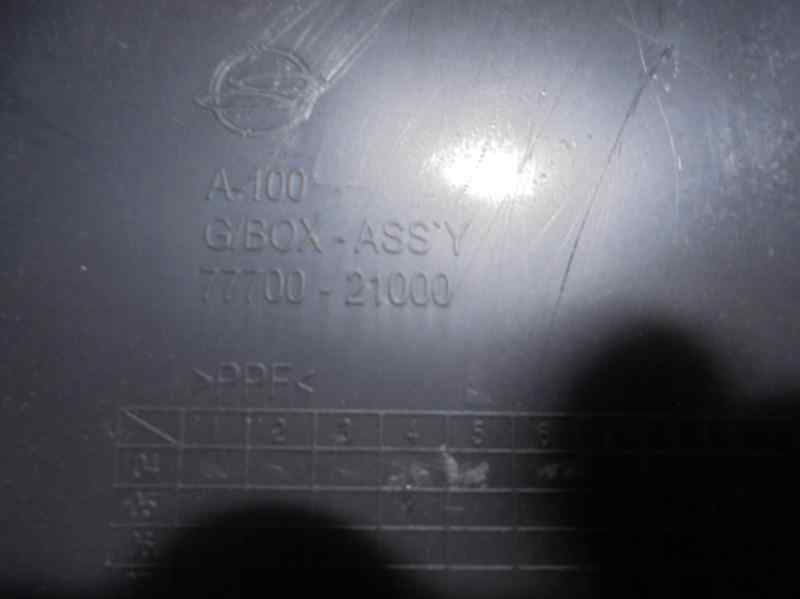 A-100
G/BOX - ASS'Y
77700 - 21000
>PPF<
1 2 3 4 5 6